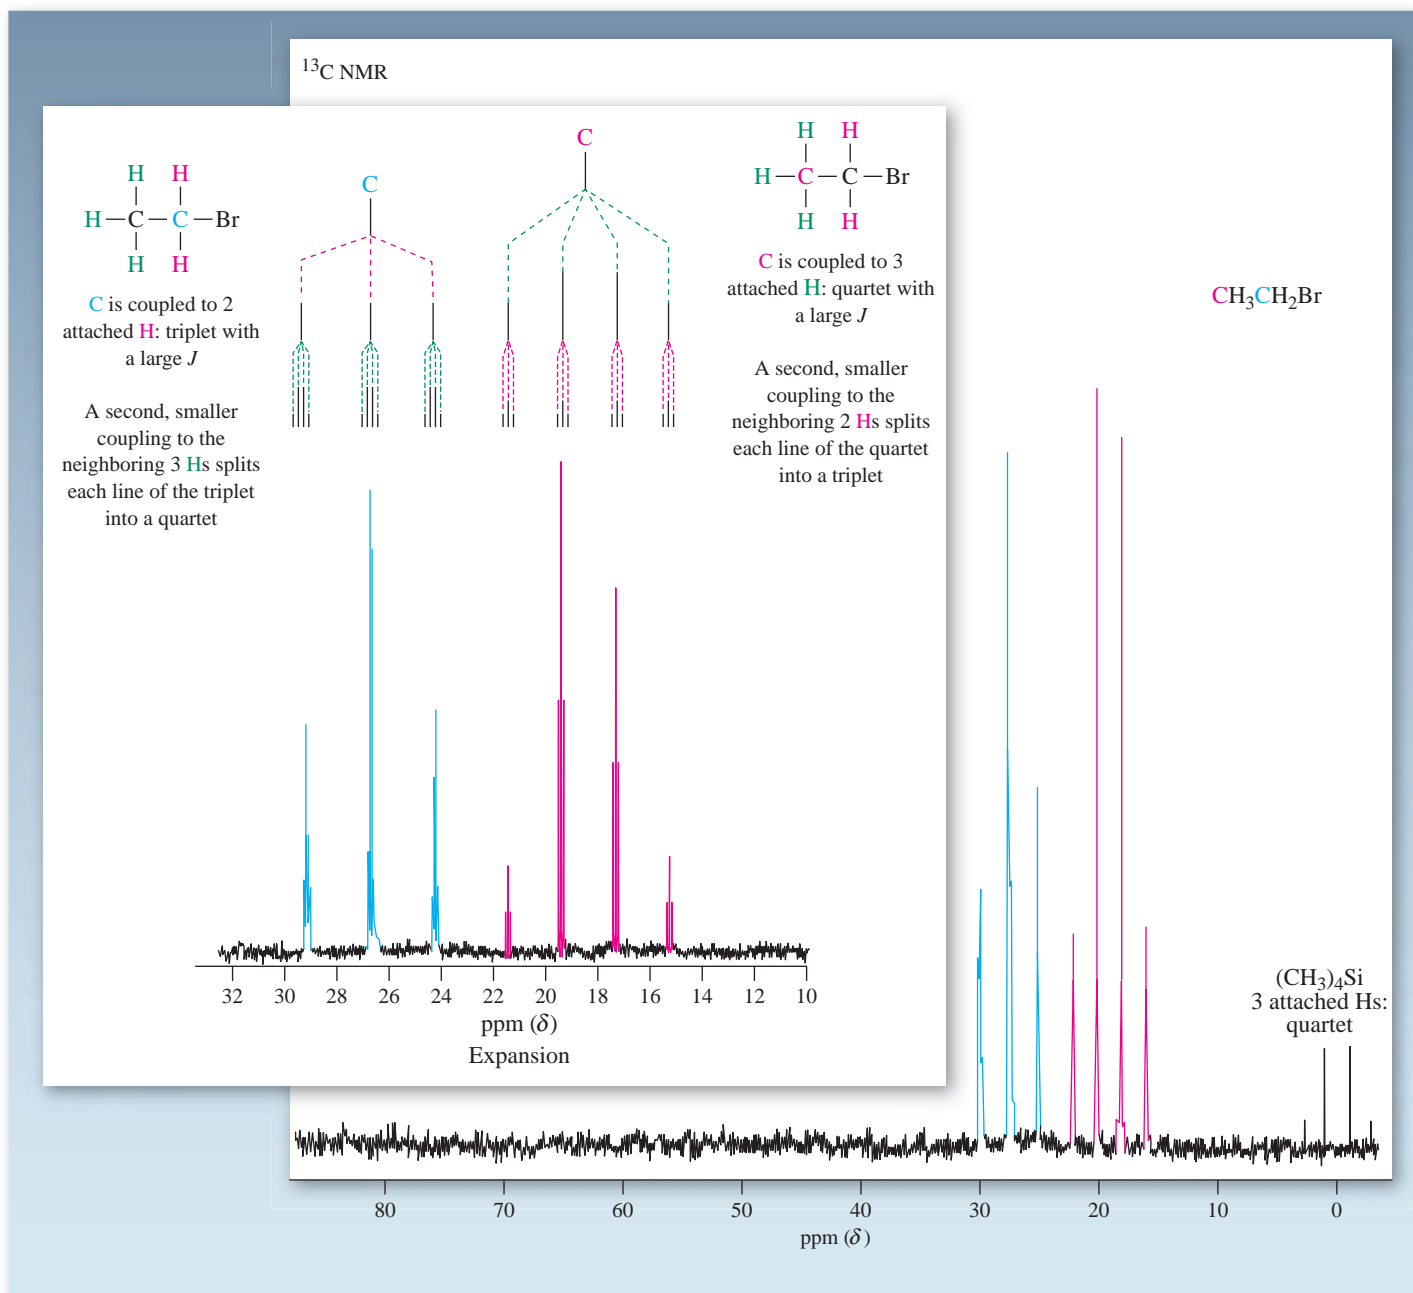 ¹³C NMR
H H
H—C—C—Br
H H
C is coupled to 2
attached H: triplet with
a large J
A second, smaller
coupling to the
neighboring 3 Hs splits
each line of the triplet
into a quartet
C
C
H H
H—C—C—Br
H H
C is coupled to 3
attached H: quartet with
a large J
A second, smaller
coupling to the
neighboring 2 Hs splits
each line of the quartet
into a triplet
32 30 28 26 24 22 20 18 16 14 12 10
ppm (δ)
Expansion
CH₃CH₂Br
(CH₃)₄Si
3 attached Hs:
quartet
80 70 60 50 40 30 20 10 0
ppm (δ)